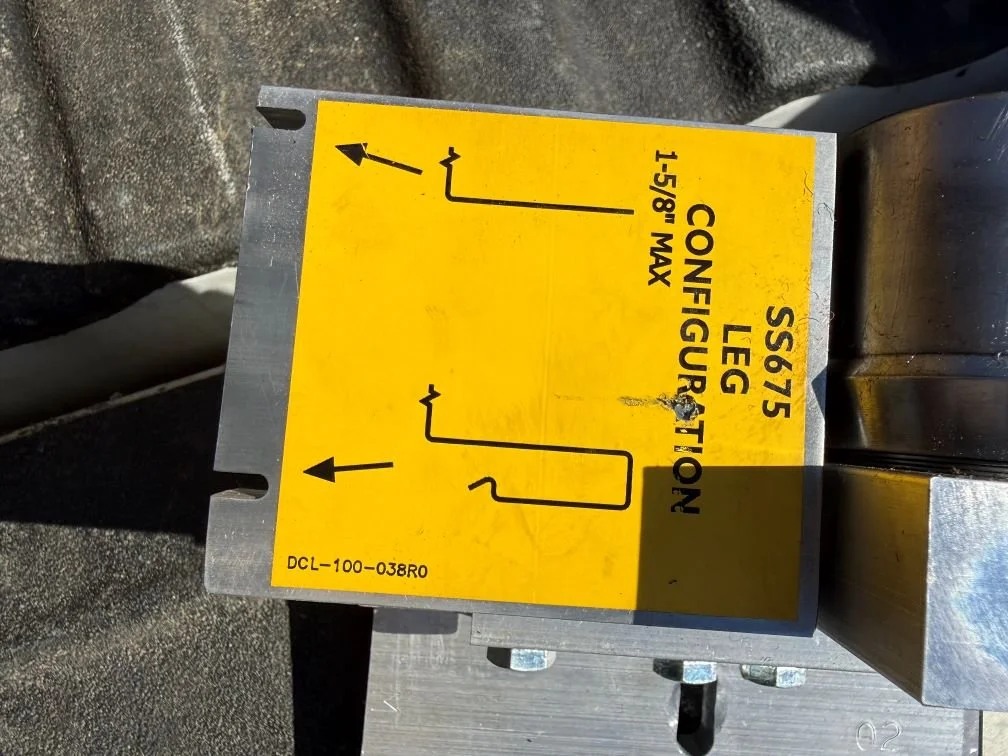 SS675
LEG
CONFIGURATION
1-5/8" MAX
DCL-100-038R0
02